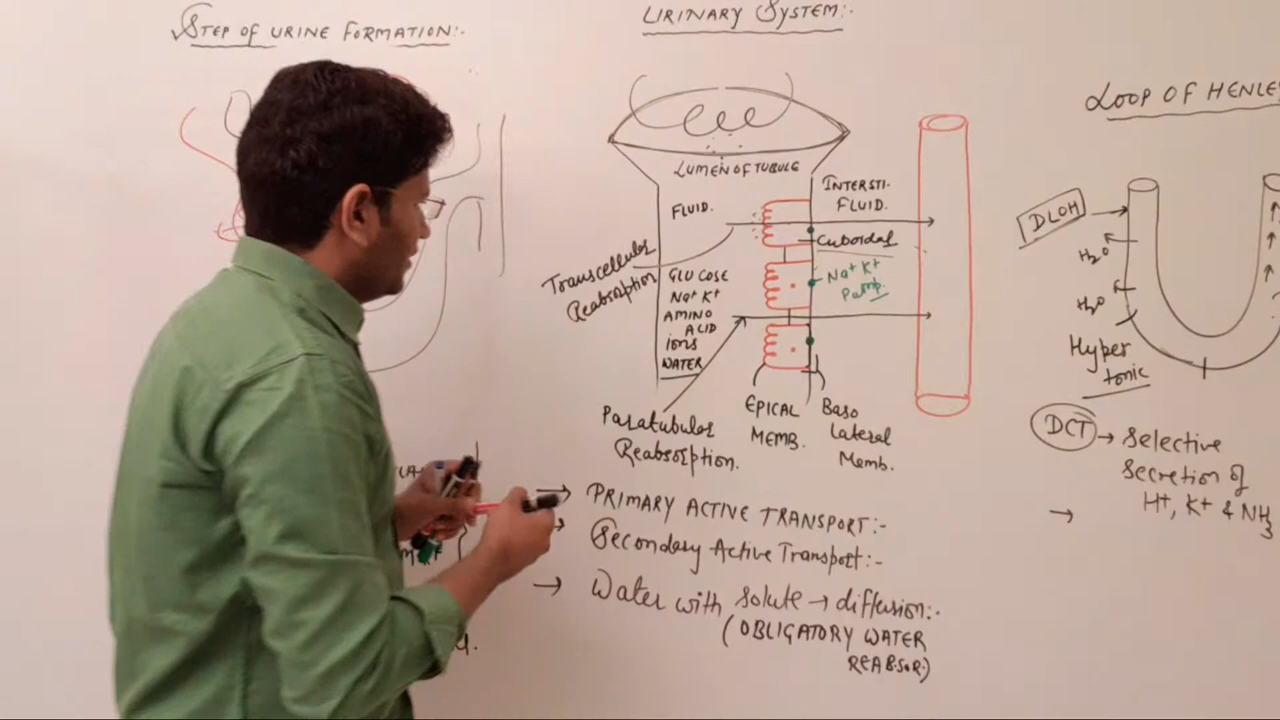 STEP OF URINE FORMATION:-
URINARY SYSTEM:-
LUMEN OF TUBULE
FLUID.
INTERSTI-
FLUID.
Cuboidal
Transcellular
Reabsorption
GLUCOSE
Na+ K+
AMINO
ACID
ions
WATER
Na+ K+
Pump.
Paratubular
Reabsorption.
EPICAL
MEMB.
Baso
Lateral
Memb.
→ PRIMARY ACTIVE TRANSPORT:-
Secondary Active Transport:-
→ Water with solute → diffusion:-
(OBLIGATORY WATER
REABSOR)
LOOP OF HENLE
DLOH
H2O
H2O
Hyper
tonic
DCT → Selective
Secretion of
H+, K+ & NH3
→